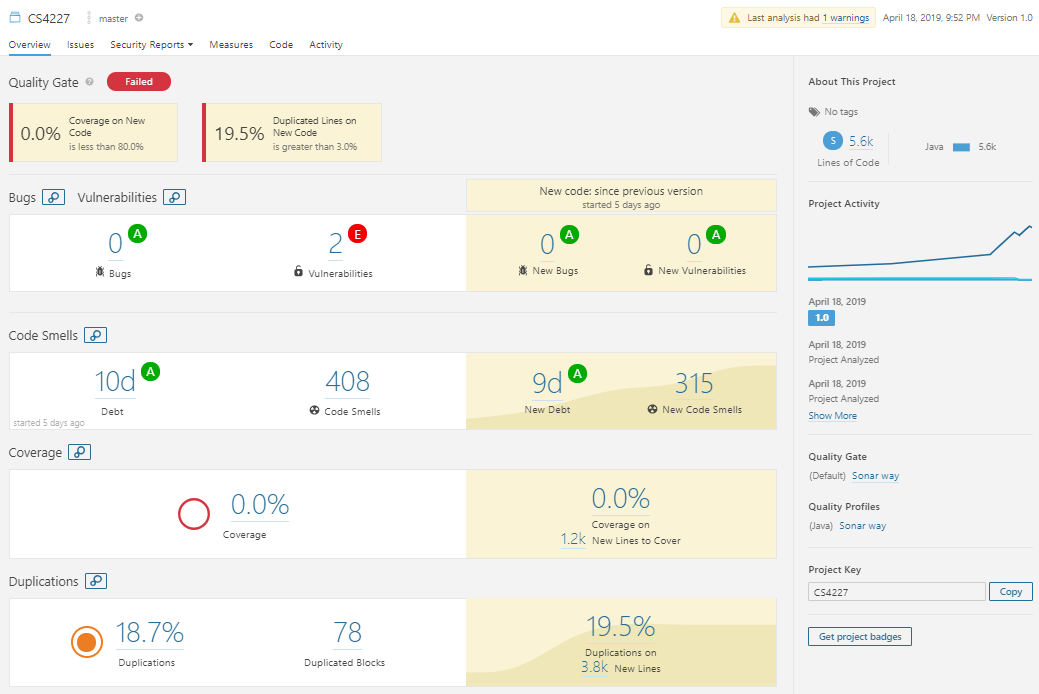 CS4227 master
Last analysis had 1 warnings April 18, 2019, 9:52 PM Version 1.0
Overview Issues Security Reports Measures Code Activity
Quality Gate ? Failed
0.0% Coverage on New Code
is less than 80.0%
19.5% Duplicated Lines on New Code
is greater than 3.0%
Bugs Vulnerabilities
New code: since previous version
started 5 days ago
0 A
Bugs
2 E
Vulnerabilities
0 A
New Bugs
0 A
New Vulnerabilities
Code Smells
10d A
Debt
started 5 days ago
408
Code Smells
9d A
New Debt
315
New Code Smells
Coverage
0.0%
Coverage
0.0%
Coverage on
1.2k New Lines to Cover
Duplications
18.7%
Duplications
78
Duplicated Blocks
19.5%
Duplications on
3.8k New Lines
About This Project
No tags
S 5.6k
Lines of Code
Java 5.6k
Project Activity
April 18, 2019
1.0
April 18, 2019
Project Analyzed
April 18, 2019
Project Analyzed
Show More
Quality Gate
(Default) Sonar way
Quality Profiles
(Java) Sonar way
Project Key
CS4227 Copy
Get project badges